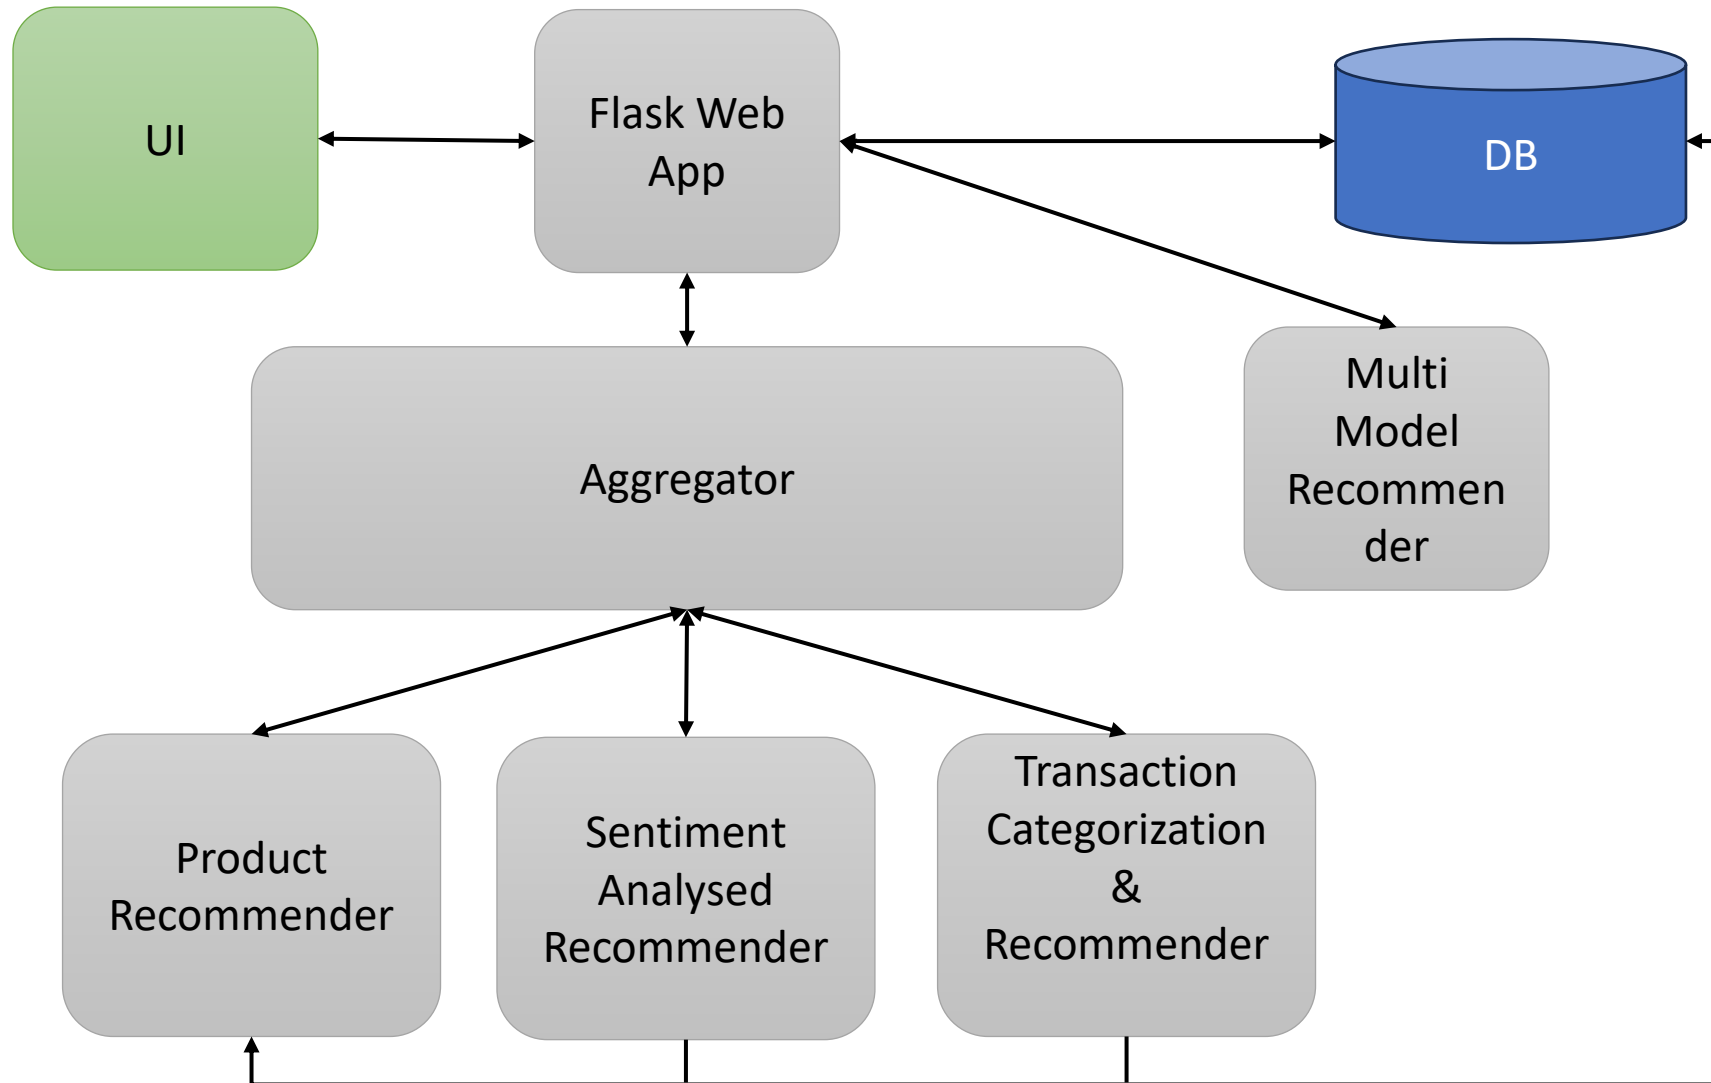 UI
Flask Web
App
DB
Multi
Model
Recommen
der
Aggregator
Product
Recommender
Sentiment
Analysed
Recommender
Transaction
Categorization
&
Recommender